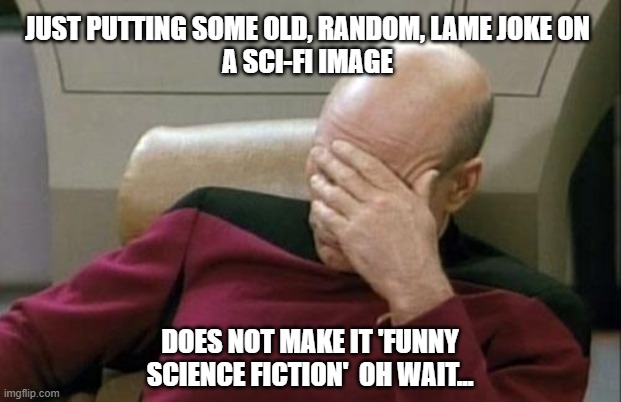 JUST PUTTING SOME OLD, RANDOM, LAME JOKE ON
A SCI-FI IMAGE
DOES NOT MAKE IT 'FUNNY
SCIENCE FICTION'  OH WAIT...
imgflip.com